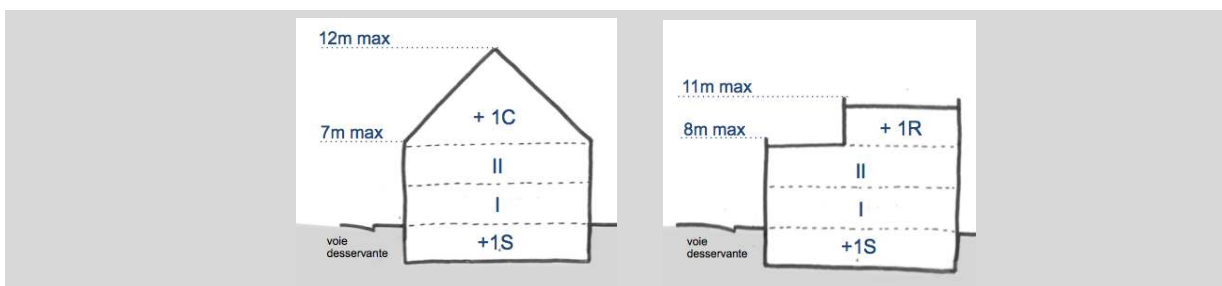 12m max
+ 1C
7m max
II
I
voie
desservante
+1S
11m max
8m max
+ 1R
II
I
voie
desservante
+1S